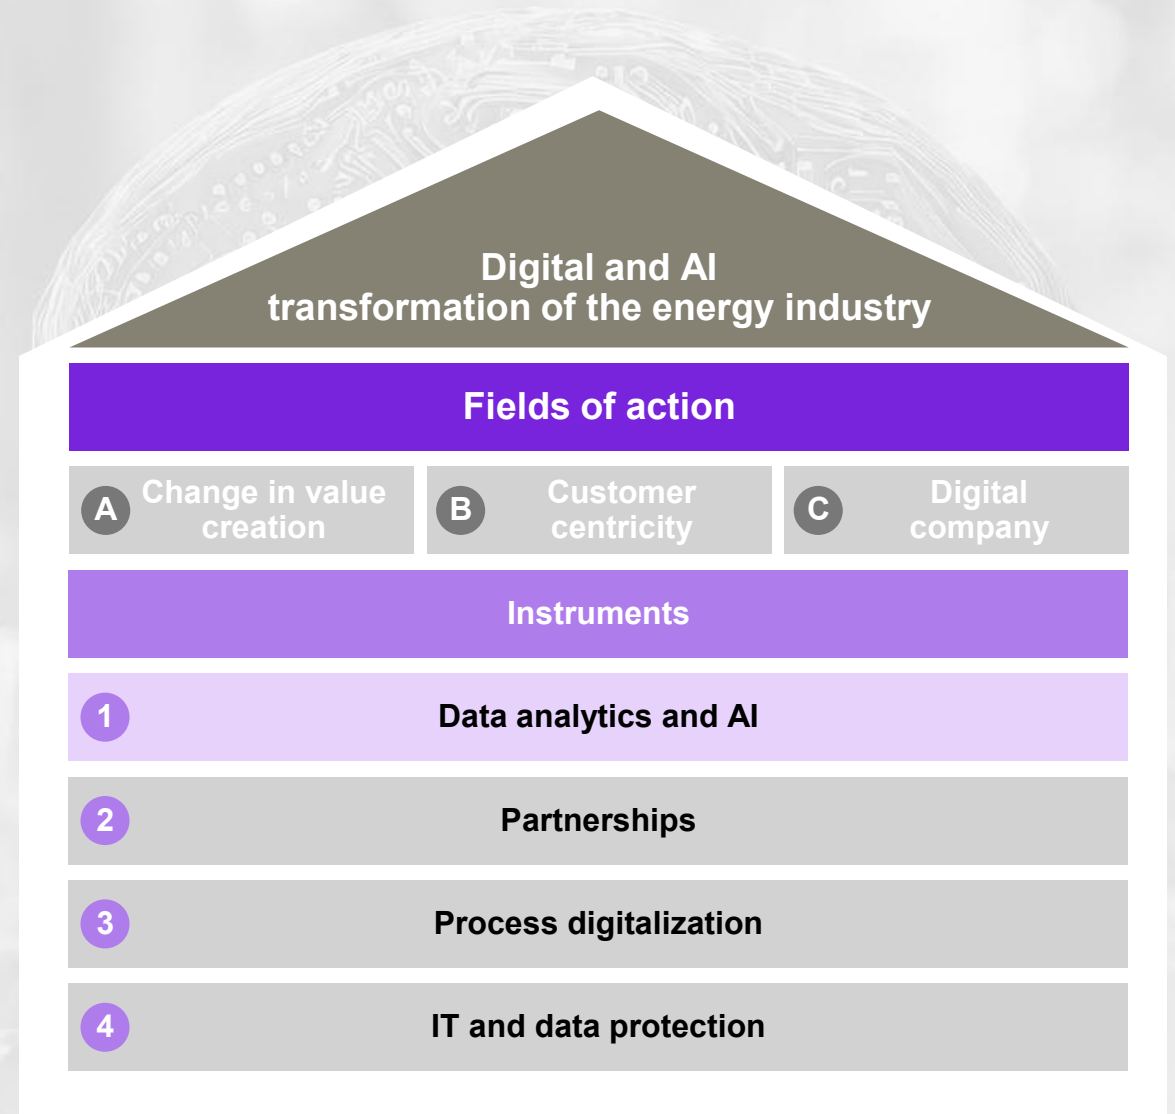 Digital and AI
transformation of the energy industry
Fields of action
A
Change in value
creation
B
Customer
centricity
C
Digital
company
Instruments
1
Data analytics and AI
2
Partnerships
3
Process digitalization
4
IT and data protection